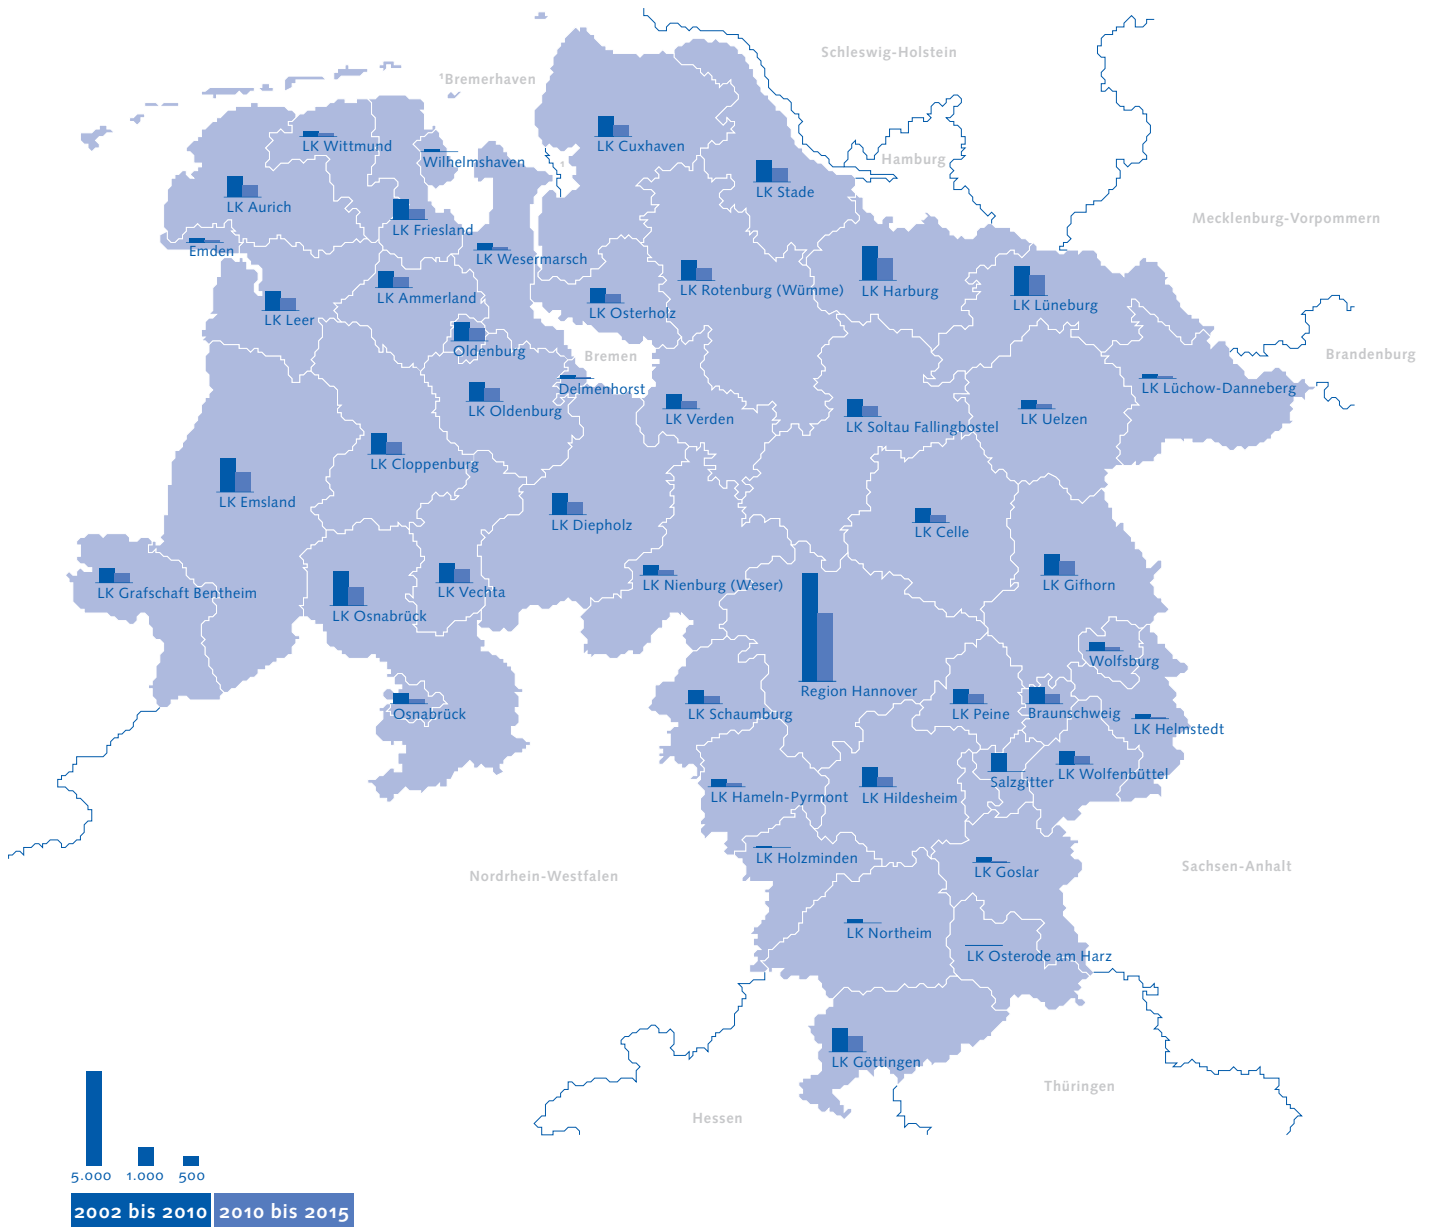 Schleswig-Holstein
¹Bremerhaven
LK Wittmund
LK Cuxhaven
Wilhelmshaven
1
Hamburg
LK Stade
LK Aurich
Mecklenburg-Vorpommern
LK Friesland
Emden
LK Wesermarsch
LK Rotenburg (Wümme)
LK Harburg
LK Ammerland
LK Lüneburg
LK Leer
LK Osterholz
Oldenburg
Bremen
Brandenburg
Delmenhorst
LK Lüchow-Danneberg
LK Oldenburg
LK Verden
LK Uelzen
LK Soltau Fallingbostel
LK Cloppenburg
LK Emsland
LK Diepholz
LK Celle
LK Nienburg (Weser)
LK Gifhorn
LK Grafschaft Bentheim
LK Vechta
LK Osnabrück
Wolfsburg
Region Hannover
Osnabrück
LK Schaumburg
LK Peine
Braunschweig
LK Helmstedt
LK Wolfenbüttel
Salzgitter
LK Hameln-Pyrmont
LK Hildesheim
LK Holzminden
Sachsen-Anhalt
LK Goslar
Nordrhein-Westfalen
LK Northeim
LK Osterode am Harz
LK Göttingen
Thüringen
Hessen
5.000
1.000
500
2002 bis 2010
2010 bis 2015